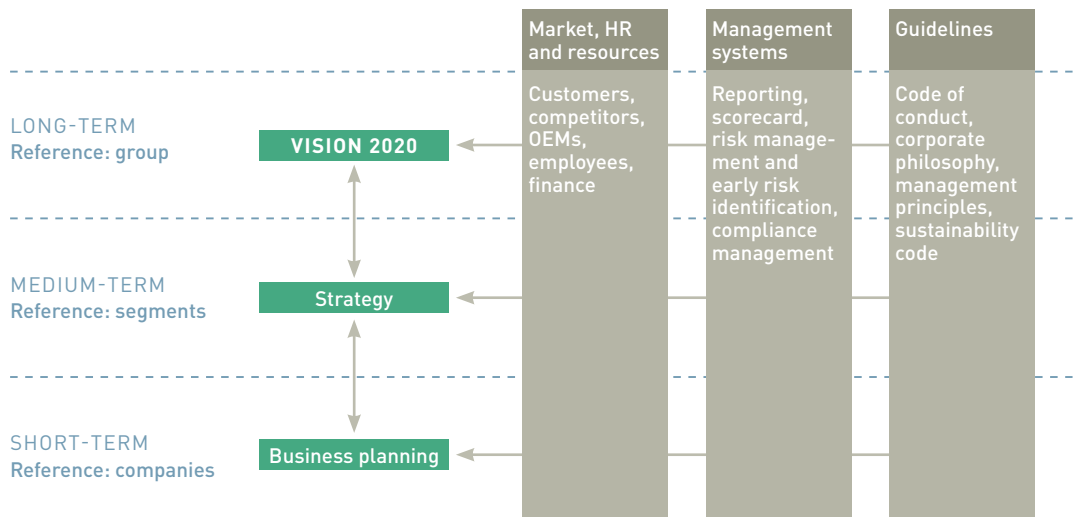 Market, HR
and resources
Management
systems
Guidelines
LONG-TERM
Reference: group
VISION 2020
Customers,
competitors,
OEMs,
employees,
finance
Reporting,
scorecard,
risk manage-
ment and
early risk
identification,
compliance
management
Code of
conduct,
corporate
philosophy,
management
principles,
sustainability
code
MEDIUM-TERM
Reference: segments
Strategy
SHORT-TERM
Reference: companies
Business planning